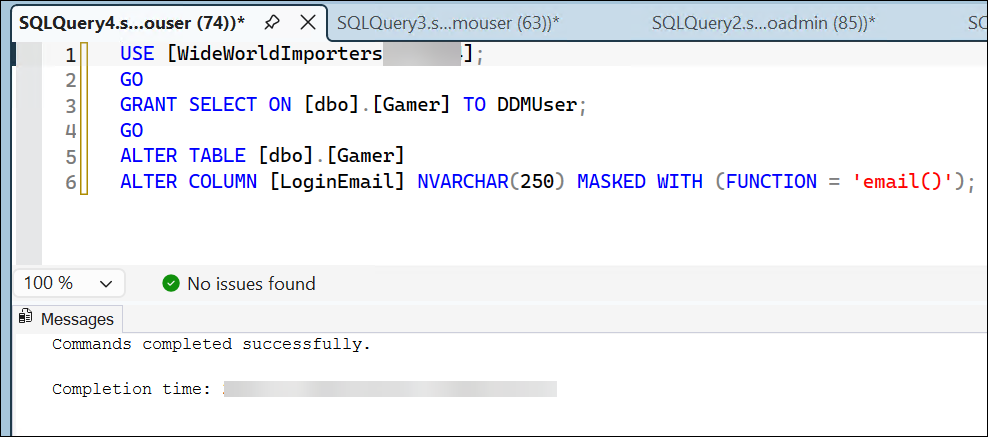 SQLQuery4.s...ouser (74))* SQLQuery3.s...mouser (63))* SQLQuery2.s...oadmin (85))* SC
1 USE [WideWorldImporters ];
2 GO
3 GRANT SELECT ON [dbo].[Gamer] TO DDMUser;
4 GO
5 ALTER TABLE [dbo].[Gamer]
6 ALTER COLUMN [LoginEmail] NVARCHAR(250) MASKED WITH (FUNCTION = 'email()');
100 % No issues found
Messages
Commands completed successfully.
Completion time: